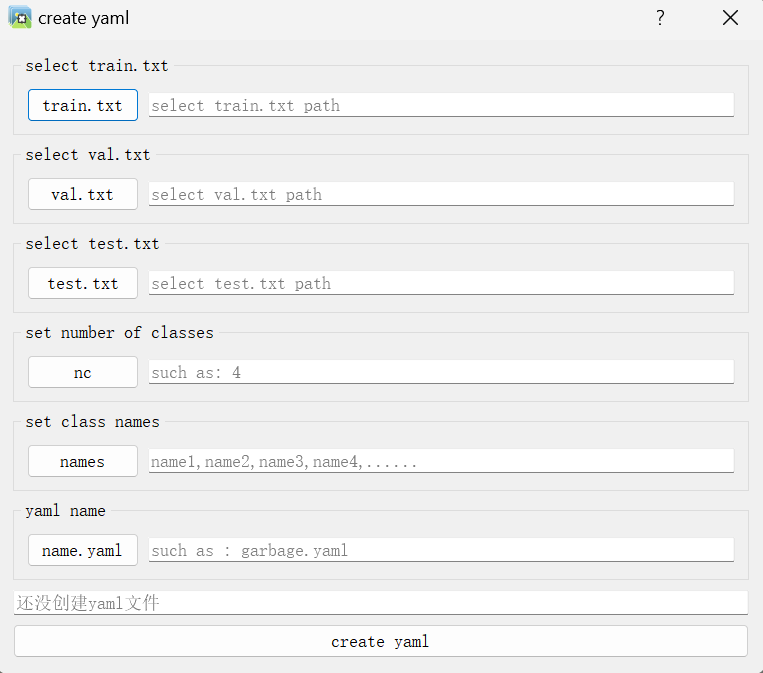 create yaml
select train.txt
train.txt select train.txt path
select val.txt
val.txt select val.txt path
select test.txt
test.txt select test.txt path
set number of classes
nc such as: 4
set class names
names name1,name2,name3,name4,......
yaml name
name.yaml such as : garbage.yaml
还没创建yaml文件
create yaml